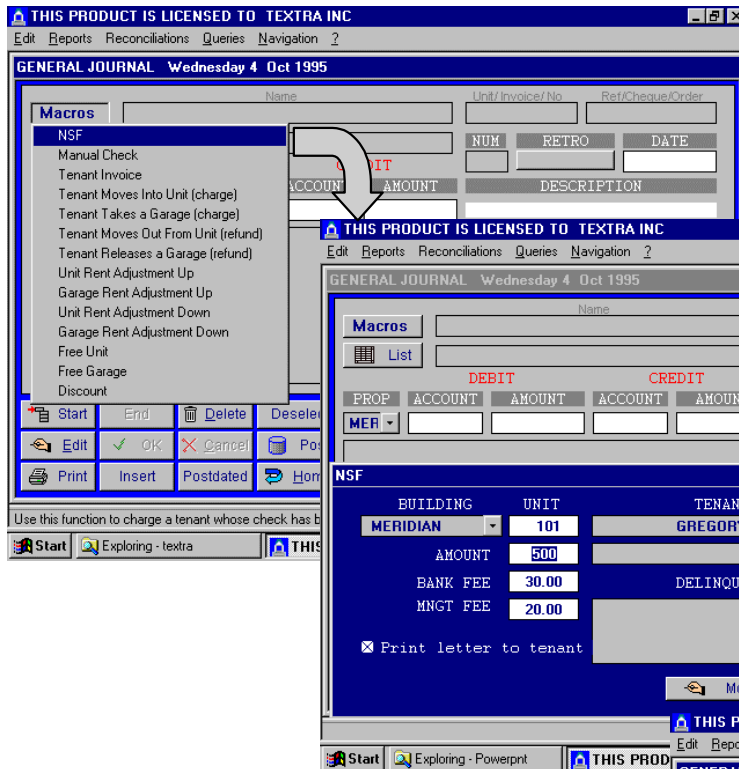 THIS PRODUCT IS LICENSED TO TEXTRA INC
Edit Reports Reconciliations Queries Navigation ?
GENERAL JOURNAL Wednesday 4 Oct 1995
Name Unit/ Invoice/ No Ref/Cheque/Order
Macros
NUM RETRO DATE
ACCOUNT AMOUNT DESCRIPTION
NSF
Manual Check
Tenant Invoice
Tenant Moves Into Unit (charge)
Tenant Takes a Garage (charge)
Tenant Moves Out From Unit (refund)
Tenant Releases a Garage (refund)
Unit Rent Adjustment Up
Garage Rent Adjustment Up
Unit Rent Adjustment Down
Garage Rent Adjustment Down
Free Unit
Free Garage
Discount
Start End Delete
Edit OK Cancel
Print Insert Postdated
Use this function to charge a tenant whose check has
Start Exploring - textra
THIS PRODUCT IS LICENSED TO TEXTRA INC
Edit Reports Reconciliations Queries Navigation ?
GENERAL JOURNAL Wednesday 4 Oct 1995
Name
Macros
List
DEBIT CREDIT
PROP ACCOUNT AMOUNT ACCOUNT
MER
NSF
BUILDING UNIT
MERIDIAN 101
AMOUNT 500
BANK FEE 30.00
MNGT FEE 20.00
Print letter to tenant
Start Exploring - Powerpnt
THIS
Edit